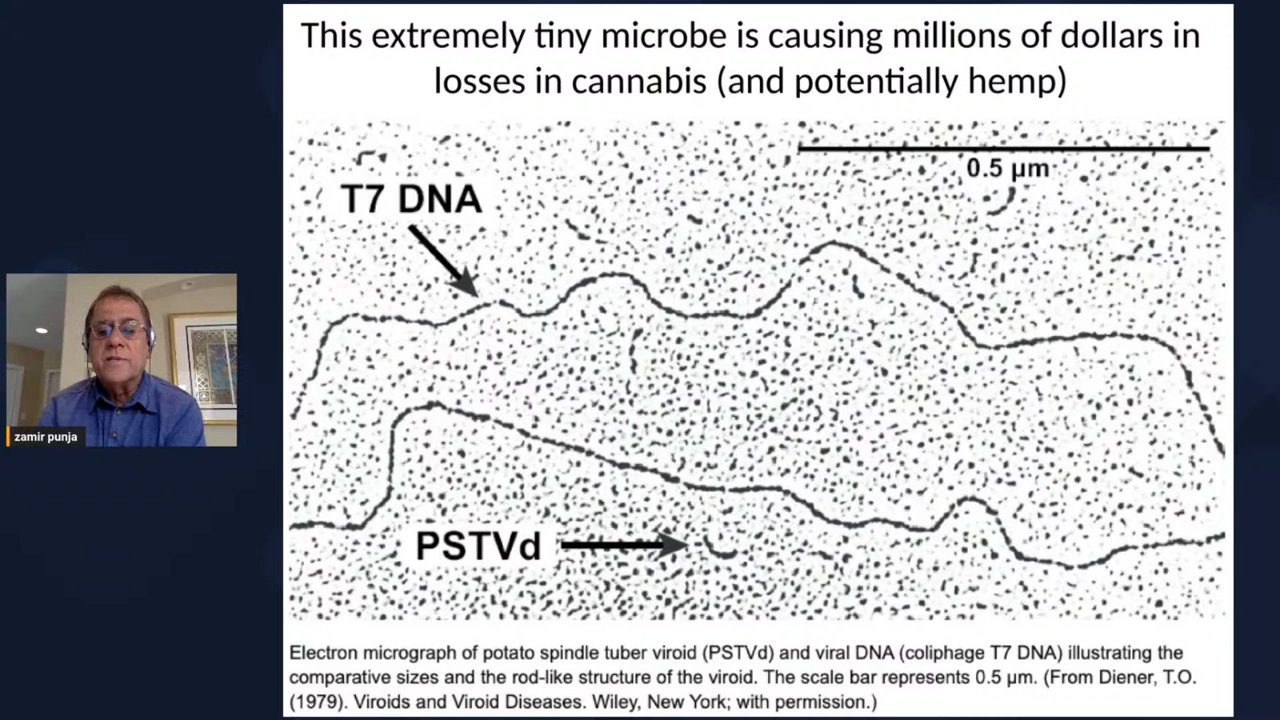 This extremely tiny microbe is causing millions of dollars in
losses in cannabis (and potentially hemp)
0.5 µm
T7 DNA
zamir punja
PSTVd
Electron micrograph of potato spindle tuber viroid (PSTVd) and viral DNA (coliphage T7 DNA) illustrating the
comparative sizes and the rod-like structure of the viroid. The scale bar represents 0.5 µm. (From Diener, T.O.
(1979). Viroids and Viroid Diseases. Wiley, New York; with permission.)